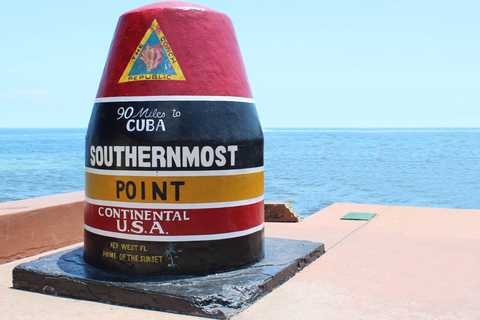 THE CONCH
REPUBLIC
90 Miles to
CUBA
SOUTHERNMOST
POINT
CONTINENTAL
U.S.A.
KEY WEST FL
HOME OF THE SUNSET